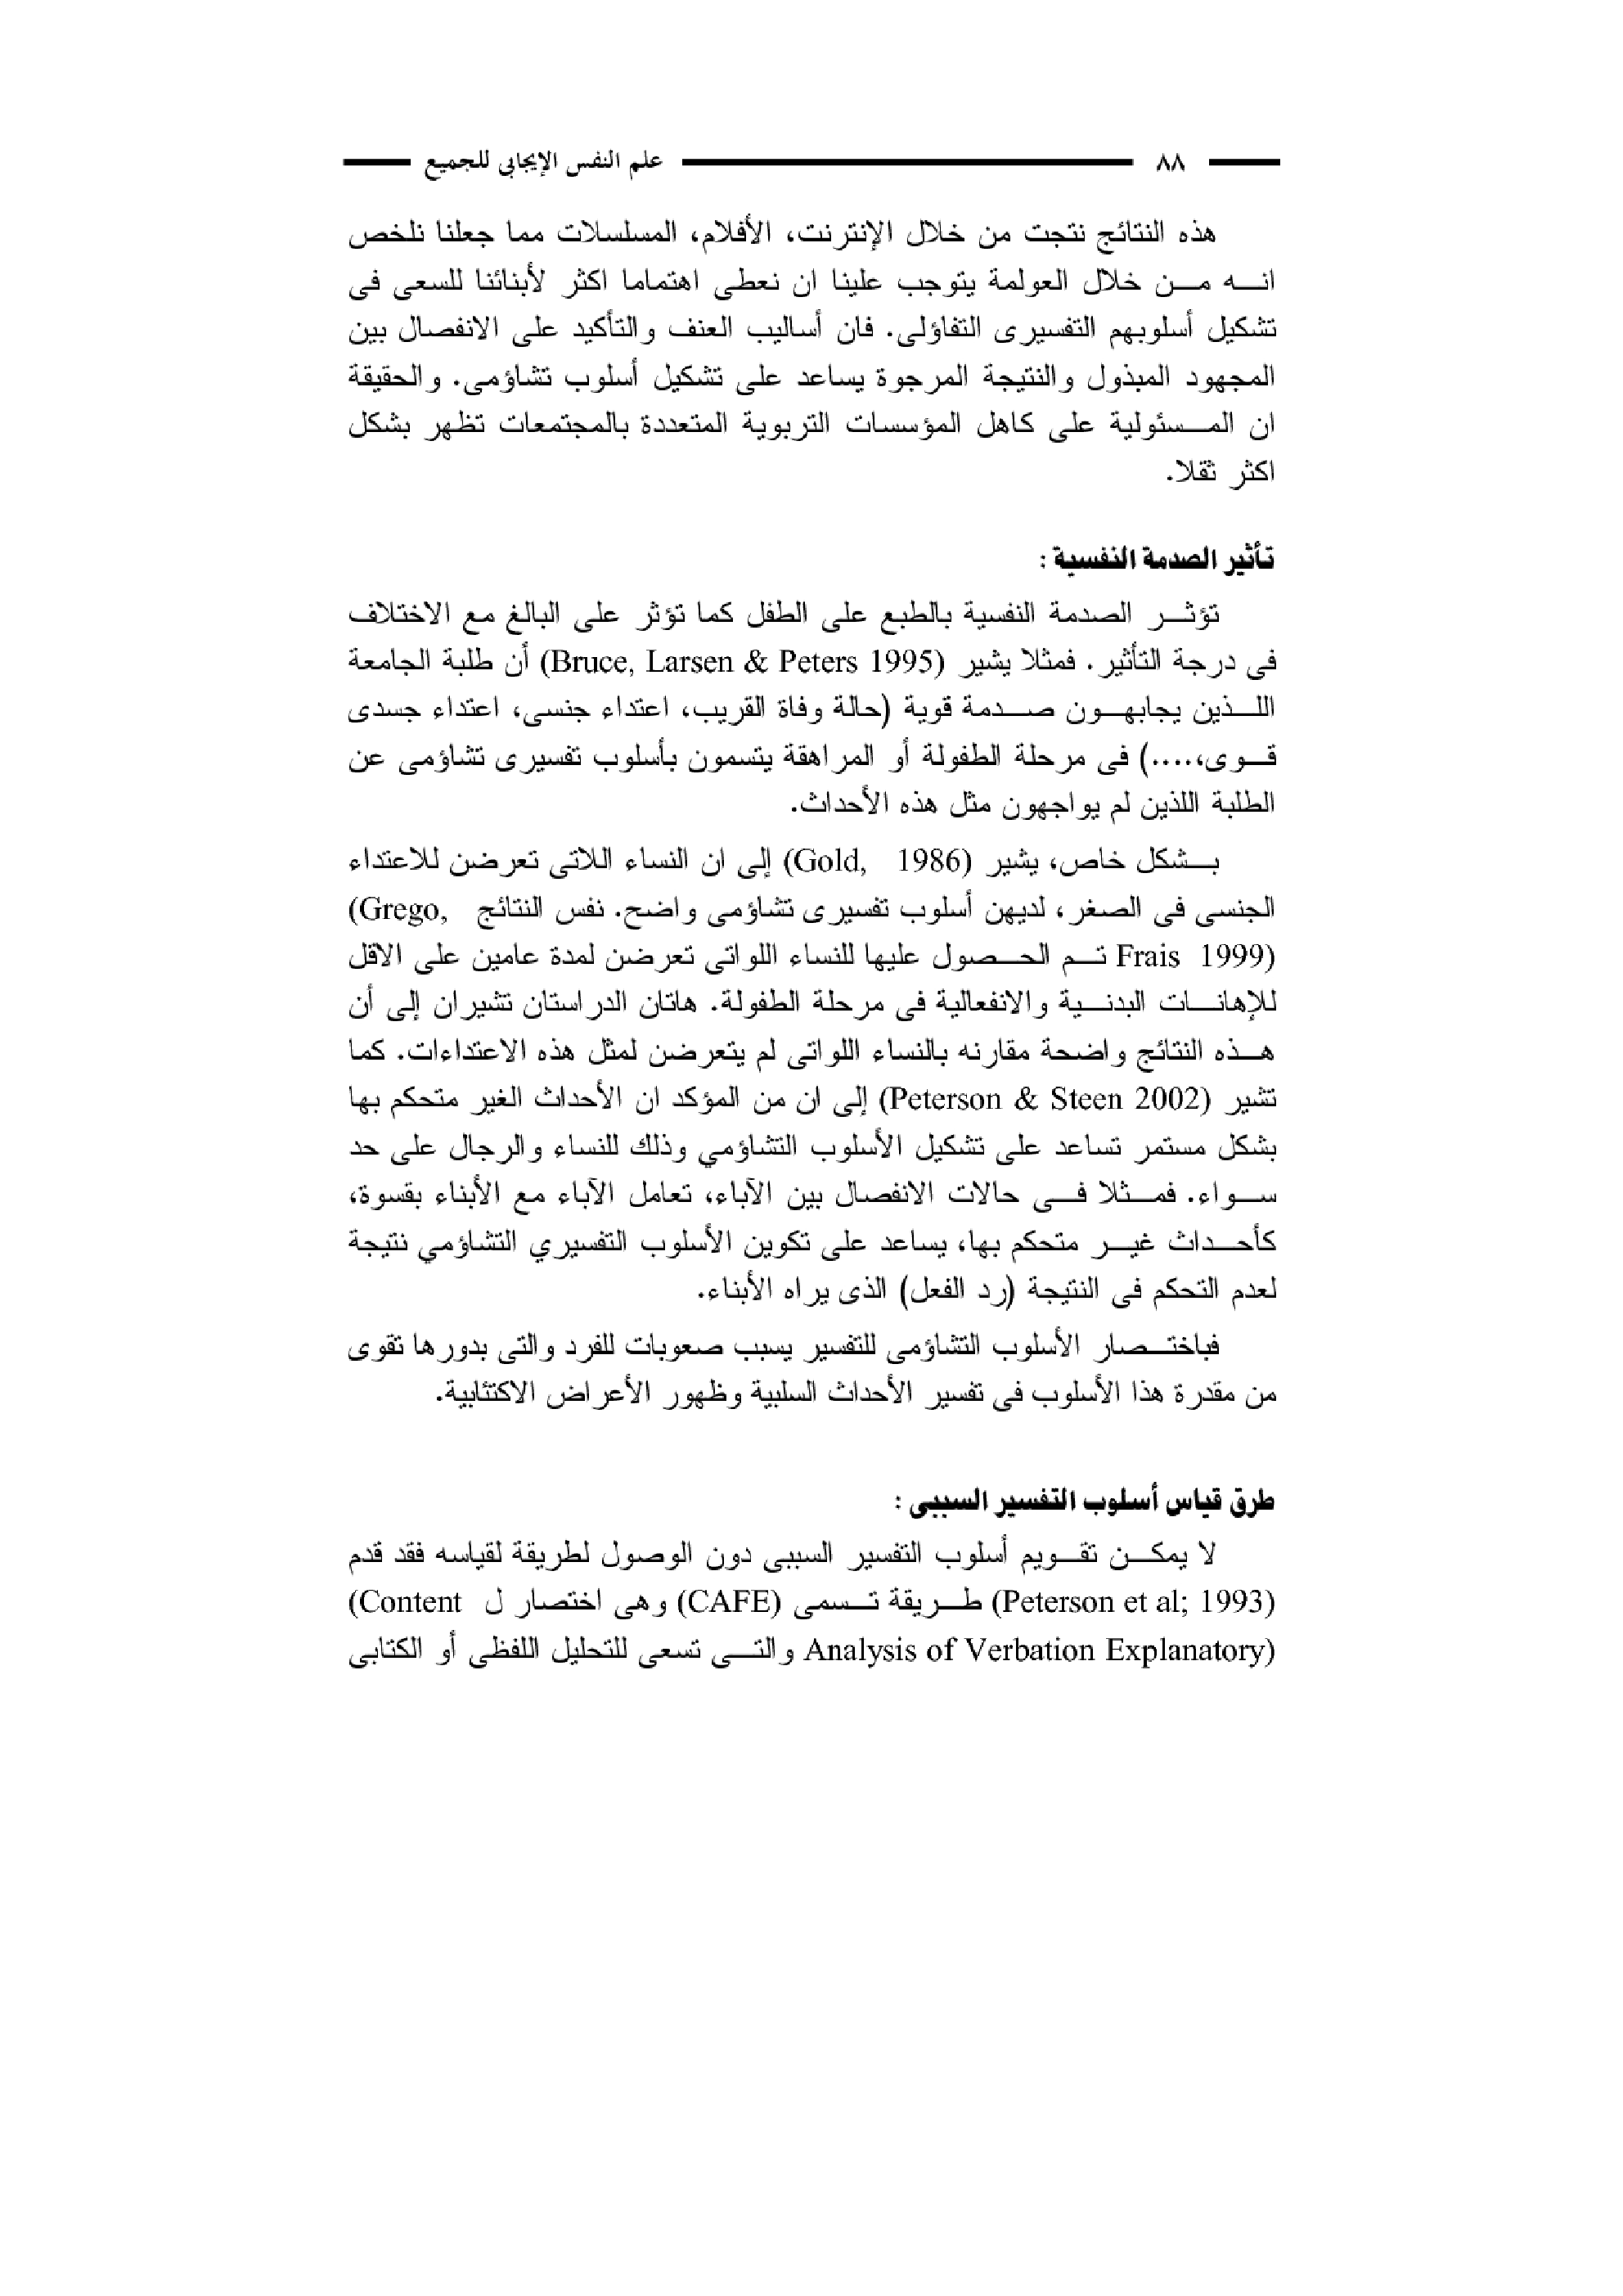 ٨٨ علم النفس الإيجابي للجميع
هذه النتائج نتجت من خلال الإنترنت، الأفلام، المسلسلات مما جعلنا نلخص
انه من خلال العولمة يتوجب علينا ان نعطى اهتماما اكثر لأبنائنا للسعى فى
تشكيل أسلوبهم التفسيرى التفاؤلى. فان أساليب العنف والتأكيد على الانفصال بين
المجهود المبذول والنتيجة المرجوة يساعد على تشكيل أسلوب تشاؤمى. والحقيقة
ان المسئولية على كاهل المؤسسات التربوية المتعددة بالمجتمعات تظهر بشكل
اكثر ثقلا.
تأثير الصدمة النفسية :
تؤثر الصدمة النفسية بالطبع على الطفل كما تؤثر على البالغ مع الاختلاف
فى درجة التأثير. فمثلا يشير (Bruce, Larsen & Peters 1995) أن طلبة الجامعة
اللذين يجابهون صدمة قوية (حالة وفاة القريب، اعتداء جنسى، اعتداء جسدى
قوى،....) فى مرحلة الطفولة أو المراهقة يتسمون بأسلوب تفسيرى تشاؤمى عن
الطلبة اللذين لم يواجهون مثل هذه الأحداث.
بشكل خاص، يشير (Gold, 1986) إلى ان النساء اللاتى تعرضن للاعتداء
الجنسى فى الصغر، لديهن أسلوب تفسيرى تشاؤمى واضح. نفس النتائج (Grego,
Frais 1999) تم الحصول عليها للنساء اللواتى تعرضن لمدة عامين على الاقل
للإهانات البدنية والانفعالية فى مرحلة الطفولة. هاتان الدراستان تشيران إلى أن
هذه النتائج واضحة مقارنه بالنساء اللواتى لم يتعرضن لمثل هذه الاعتداءات. كما
تشير (Peterson & Steen 2002) إلى ان من المؤكد ان الأحداث الغير متحكم بها
بشكل مستمر تساعد على تشكيل الأسلوب التشاؤمي وذلك للنساء والرجال على حد
سواء. فمثلا فى حالات الانفصال بين الآباء، تعامل الآباء مع الأبناء بقسوة،
كأحداث غير متحكم بها، يساعد على تكوين الأسلوب التفسيري التشاؤمي نتيجة
لعدم التحكم فى النتيجة (رد الفعل) الذى يراه الأبناء.
فباختصار الأسلوب التشاؤمى للتفسير يسبب صعوبات للفرد والتى بدورها تقوى
من مقدرة هذا الأسلوب فى تفسير الأحداث السلبية وظهور الأعراض الاكتئابية.
طرق قياس أسلوب التفسير السببى :
لا يمكن تقويم أسلوب التفسير السببى دون الوصول لطريقة لقياسه فقد قدم
(Peterson et al; 1993) طريقة تسمى (CAFE) وهى اختصار ل (Content
Analysis of Verbation Explanatory) والتى تسعى للتحليل اللفظى أو الكتابى